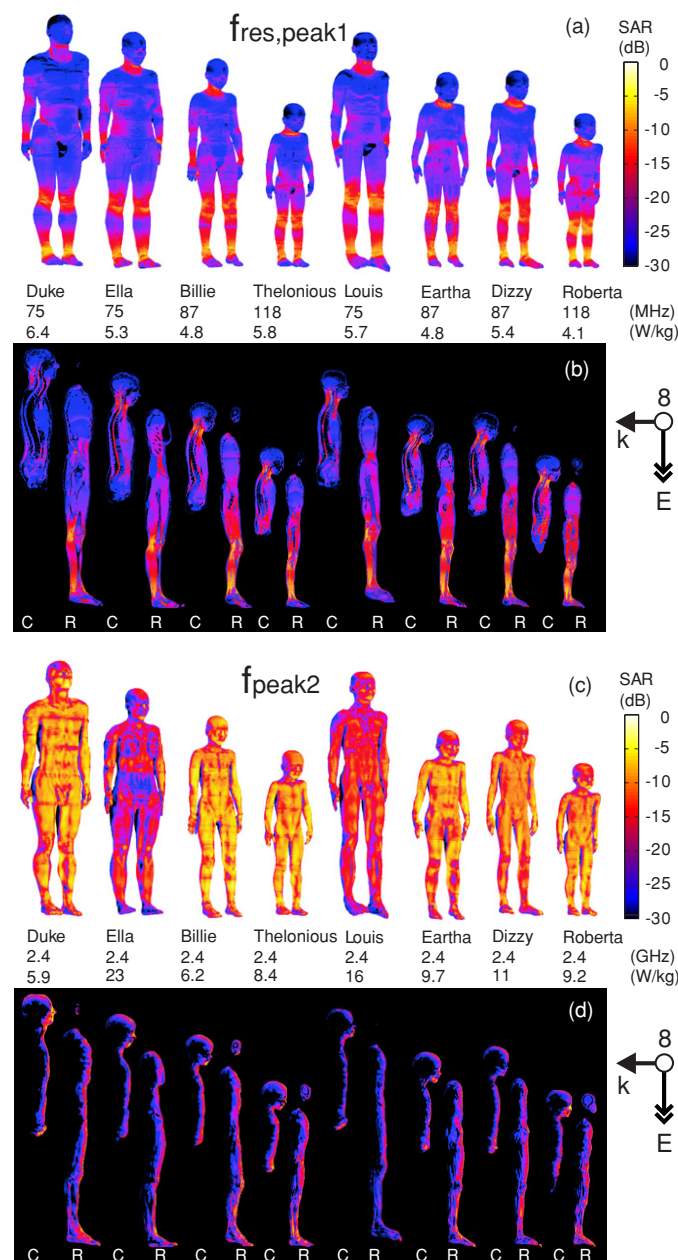 f_res,peak1
(a)
SAR
(dB)
0
-5
-10
-15
-20
-25
-30
Duke Ella Billie Thelonious Louis Eartha Dizzy Roberta
75 75 87 118 75 87 87 118 (MHz)
6.4 5.3 4.8 5.8 5.7 4.8 5.4 4.1 (W/kg)
(b)
8
k
E
C R C R C R C R C R C R C R C R
f_peak2
(c)
SAR
(dB)
0
-5
-10
-15
-20
-25
-30
Duke Ella Billie Thelonious Louis Eartha Dizzy Roberta
2.4 2.4 2.4 2.4 2.4 2.4 2.4 2.4 (GHz)
5.9 23 6.2 8.4 16 9.7 11 9.2 (W/kg)
(d)
8
k
E
C R C R C R C R C R C R C R C R